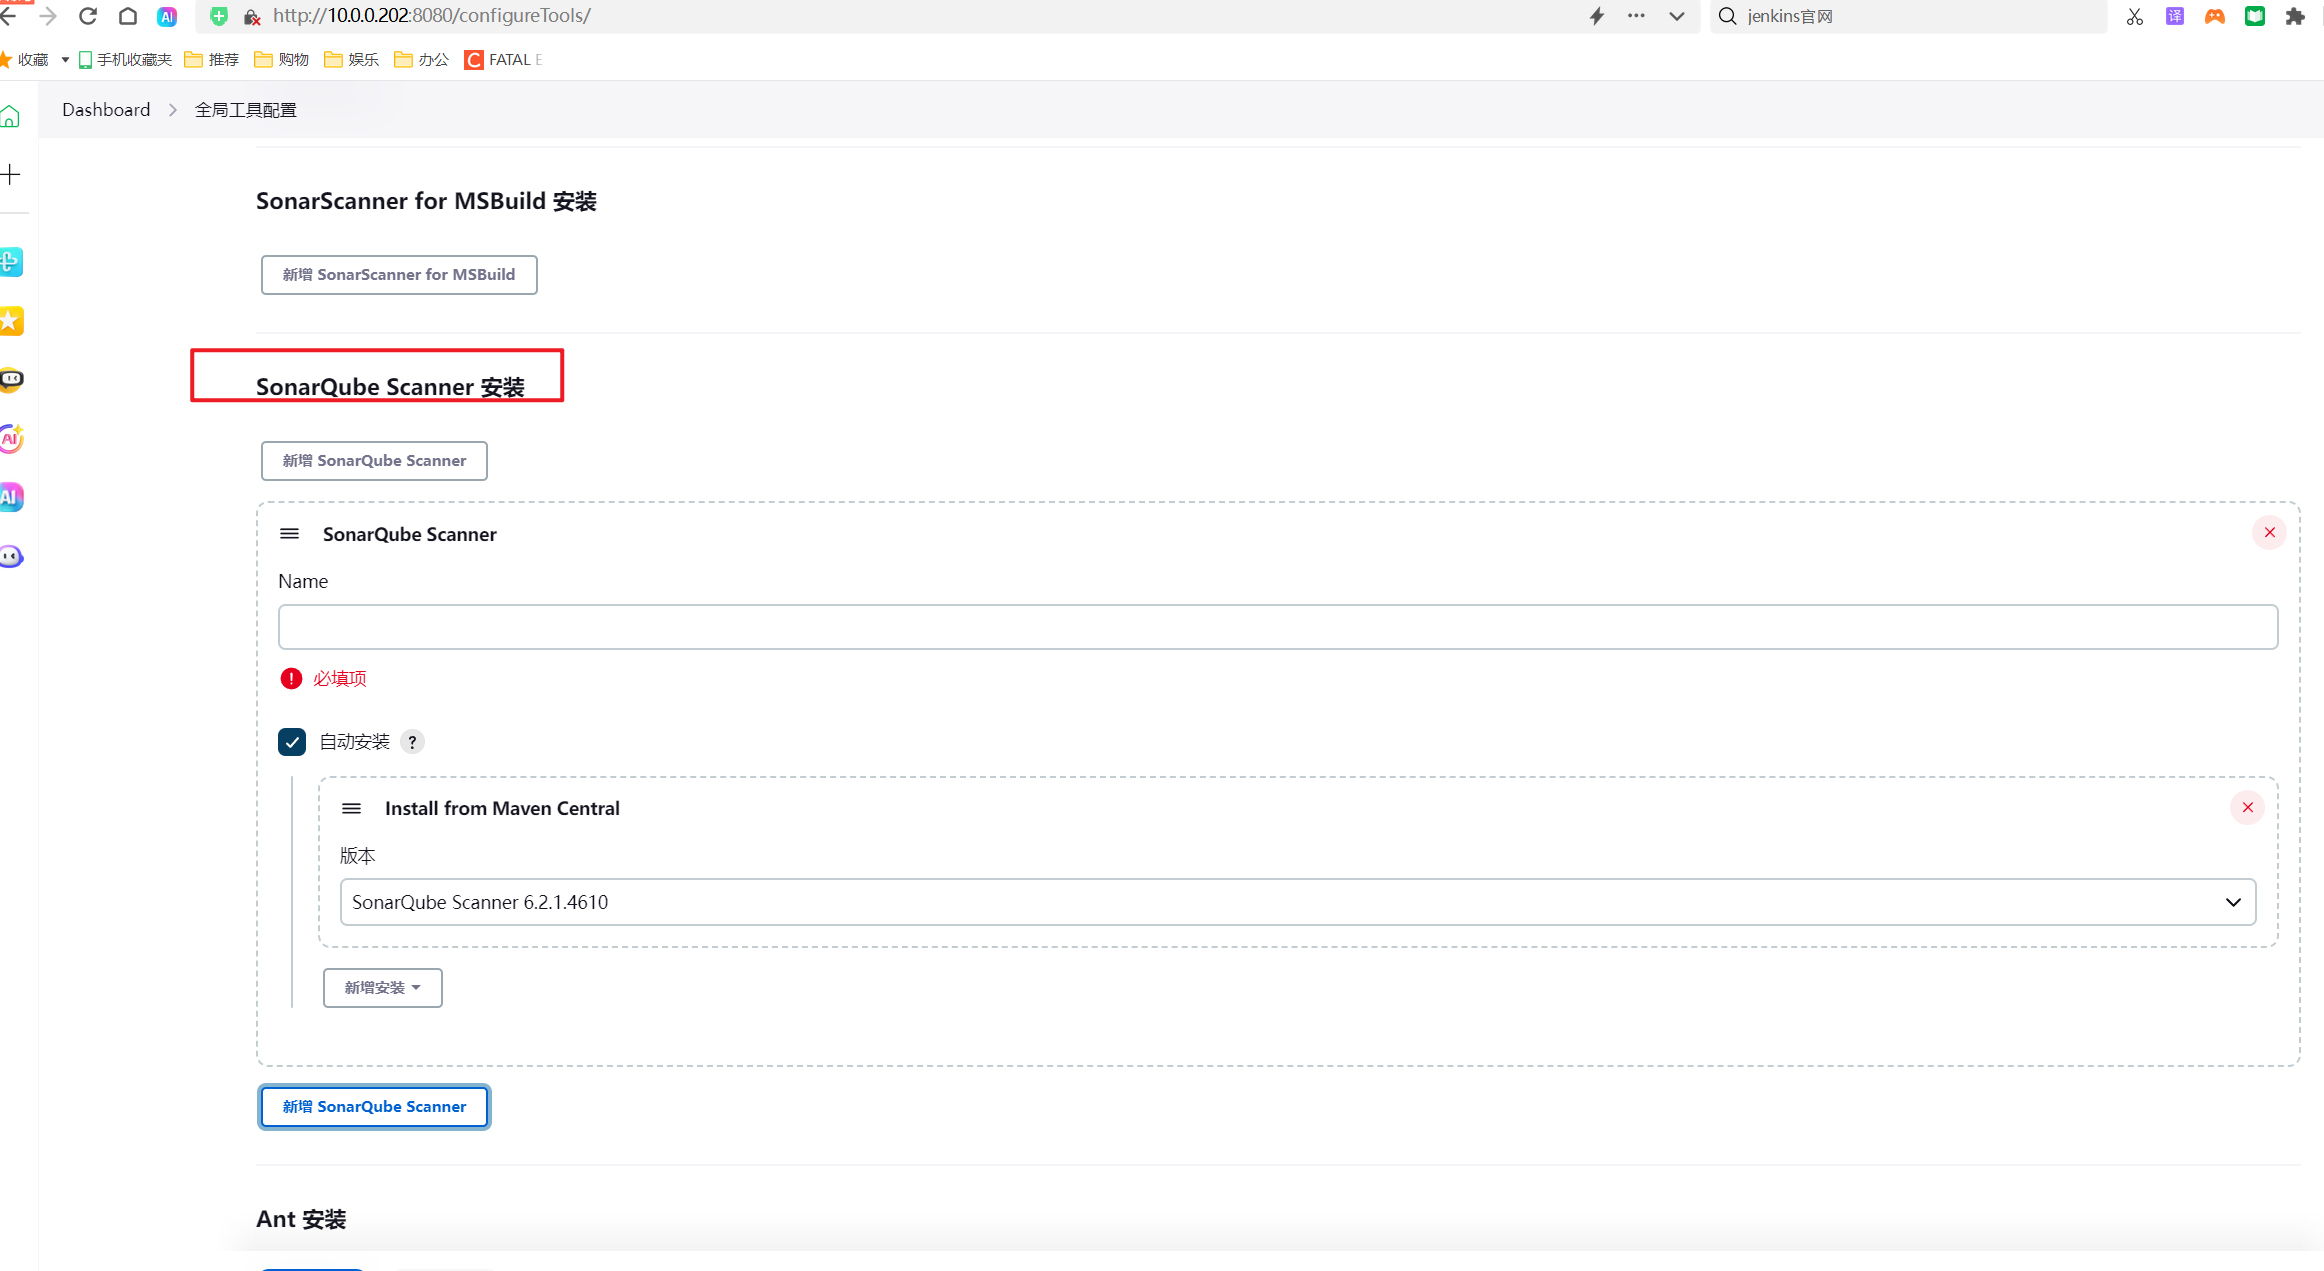 http://10.0.0.202:8080/configureTools/
jenkins官网
收藏
手机收藏夹
推荐
购物
娱乐
办公
FATAL E
Dashboard
全局工具配置
SonarScanner for MSBuild 安装
新增 SonarScanner for MSBuild
SonarQube Scanner 安装
新增 SonarQube Scanner
SonarQube Scanner
Name
必填项
自动安装 ?
Install from Maven Central
版本
SonarQube Scanner 6.2.1.4610
新增安装
新增 SonarQube Scanner
Ant 安装